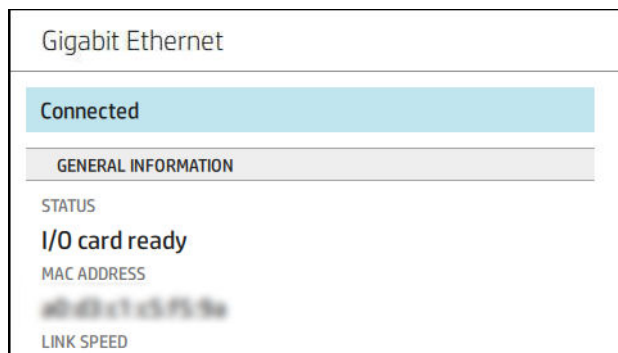 Gigabit Ethernet
Connected
GENERAL INFORMATION
STATUS
I/O card ready
MAC ADDRESS
LINK SPEED